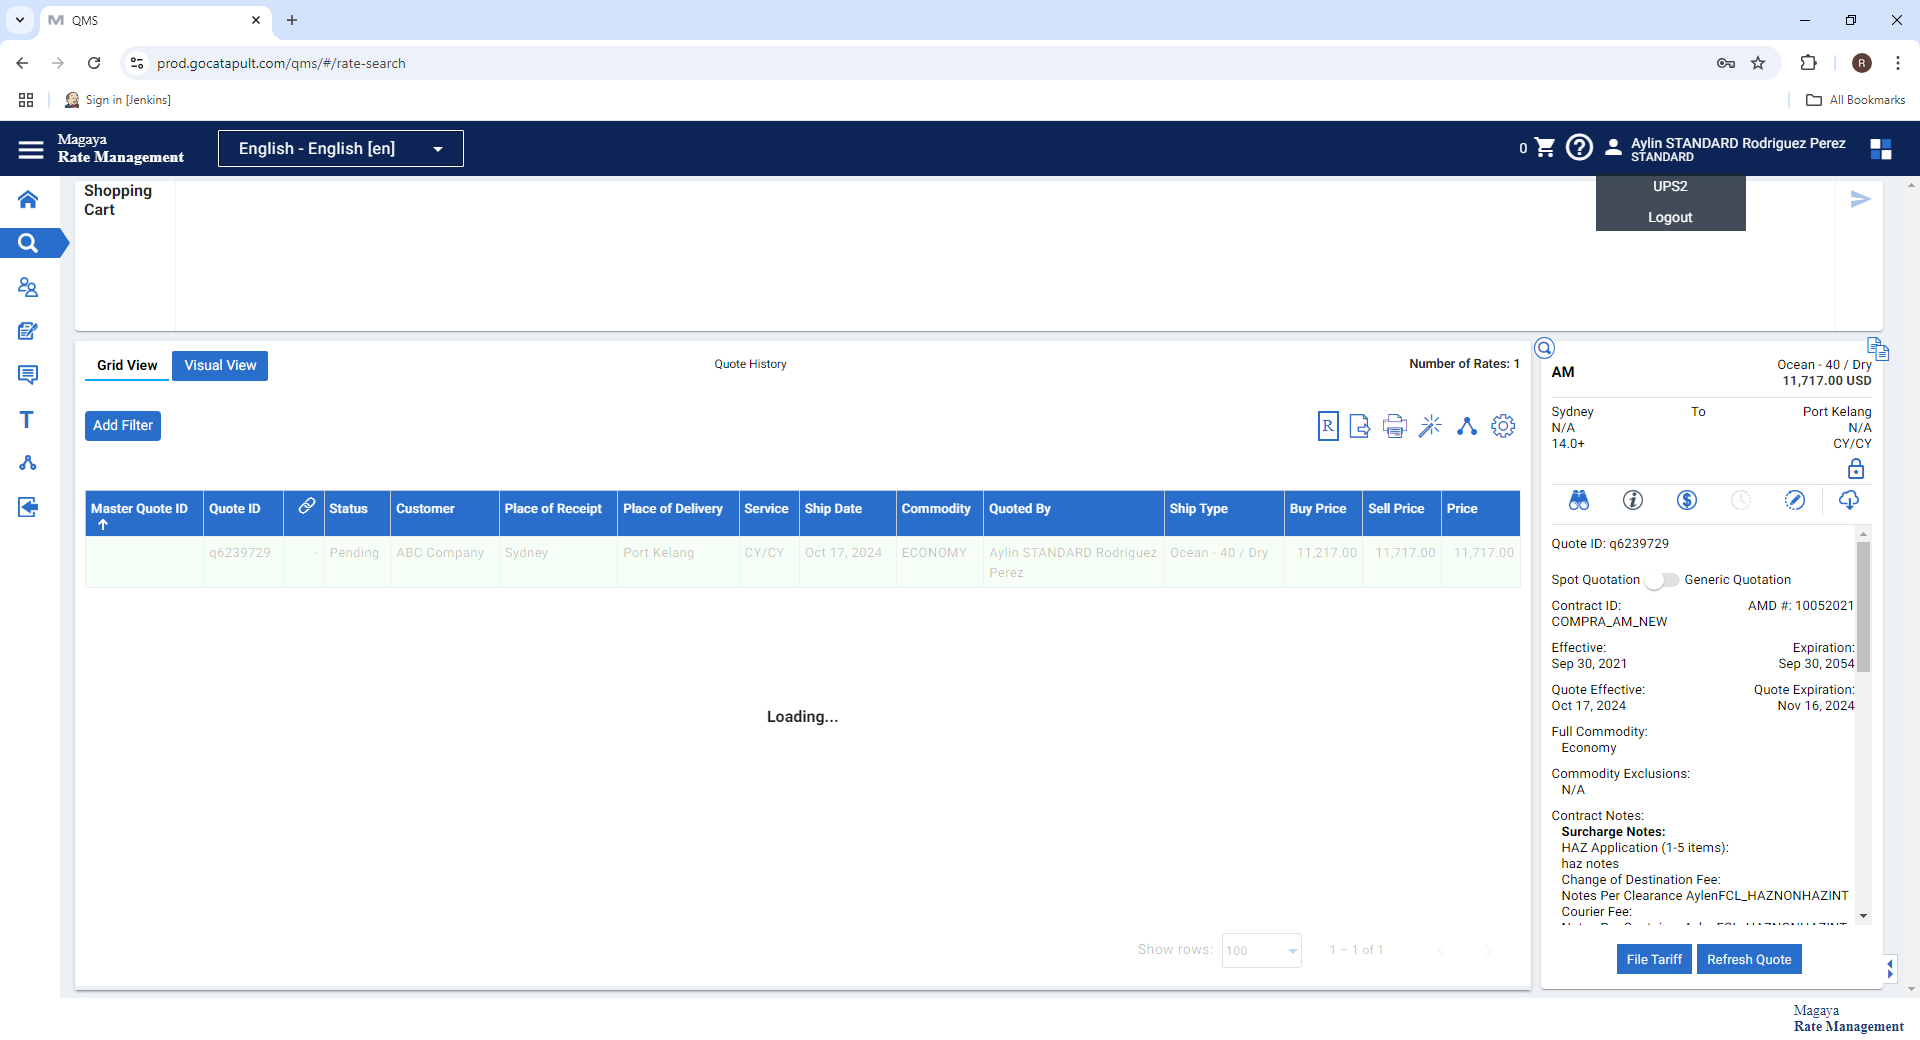 QMS
prod.gocatapult.com/qms/#/rate-search
R
Sign in [Jenkins]
All Bookmarks
Magaya
Rate Management
English - English [en]
0
Aylin STANDARD Rodriguez Perez
STANDARD
UPS2
Logout
Shopping
Cart
Grid View
Visual View
Quote History
Number of Rates: 1
Add Filter
R
Master Quote ID
Quote ID
Status
Customer
Place of Receipt
Place of Delivery
Service
Ship Date
Commodity
Quoted By
Ship Type
Buy Price
Sell Price
Price
q6239729
-
Pending
ABC Company
Sydney
Port Kelang
CY/CY
Oct 17, 2024
ECONOMY
Aylin STANDARD Rodriguez
Perez
Ocean - 40 / Dry
11,217.00
11,717.00
11,717.00
Loading...
Show rows:
100
1 – 1 of 1
AM
Ocean - 40 / Dry
11,717.00 USD
Sydney
To
Port Kelang
N/A
N/A
14.0+
CY/CY
Quote ID: q6239729
Spot Quotation
Generic Quotation
Contract ID:
AMD #: 10052021
COMPRA_AM_NEW
Effective:
Expiration:
Sep 30, 2021
Sep 30, 2054
Quote Effective:
Quote Expiration:
Oct 17, 2024
Nov 16, 2024
Full Commodity:
Economy
Commodity Exclusions:
N/A
Contract Notes:
Surcharge Notes:
HAZ Application (1-5 items):
haz notes
Change of Destination Fee:
Notes Per Clearance AylenFCL_HAZNONHAZINT
Courier Fee:
File Tariff
Refresh Quote
Magaya
Rate Management